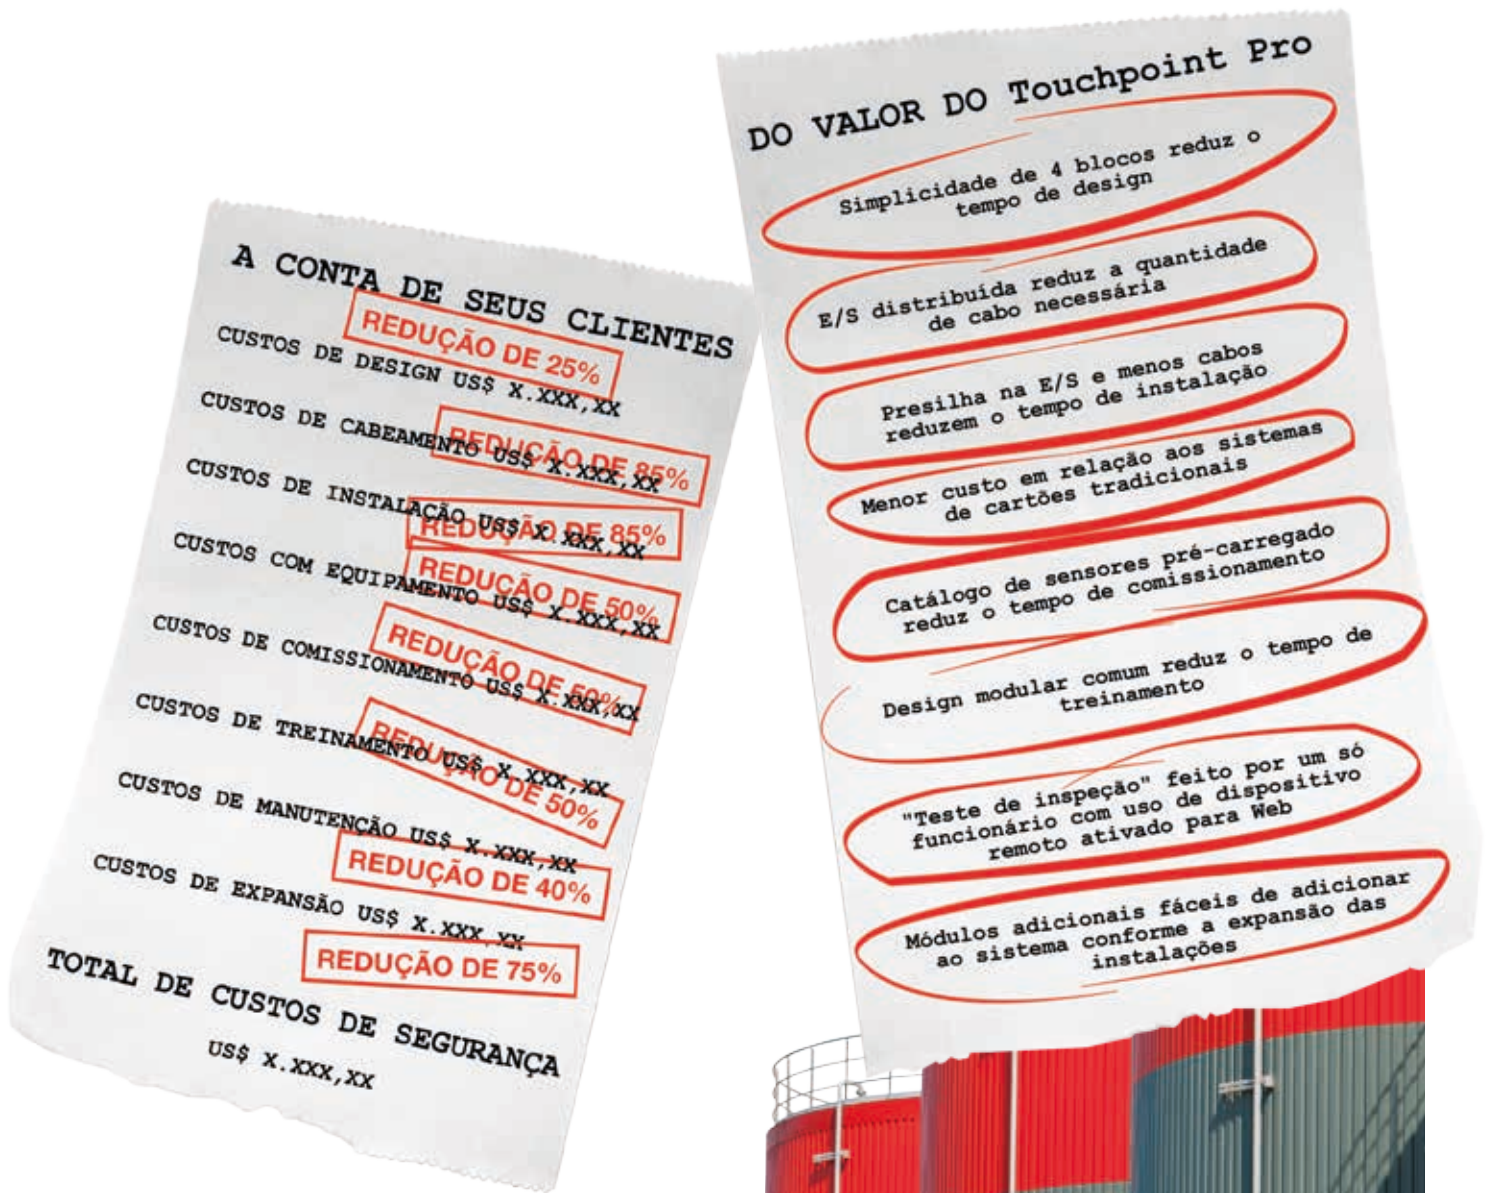 A CONTA DE SEUS CLIENTES
REDUÇÃO DE 25%
CUSTOS DE DESIGN US$ X.XXX,XX
REDUÇÃO DE 85%
CUSTOS DE CABEAMENTO US$ X.XXX,XX
CUSTOS DE INSTALAÇÃO US$ X.XXX,XX
REDUÇÃO DE 85%
REDUÇÃO DE 50%
CUSTOS COM EQUIPAMENTO US$ X.XXX,XX
REDUÇÃO DE 50%
CUSTOS DE COMISSIONAMENTO US$ X.XXX,XX
CUSTOS DE TREINAMENTO US$ X.XXX,XX
REDUÇÃO DE 50%
CUSTOS DE MANUTENÇÃO US$ X.XXX,XX
REDUÇÃO DE 40%
CUSTOS DE EXPANSÃO US$ X.XXX,XX
REDUÇÃO DE 75%
TOTAL DE CUSTOS DE SEGURANÇA
US$ X.XXX,XX
DO VALOR DO Touchpoint Pro
Simplicidade de 4 blocos reduz o
tempo de design
E/S distribuída reduz a quantidade
de cabo necessária
Presilha na E/S e menos cabos
reduzem o tempo de instalação
Menor custo em relação aos sistemas
de cartões tradicionais
Catálogo de sensores pré-carregado
reduz o tempo de comissionamento
Design modular comum reduz o tempo de
treinamento
"Teste de inspeção" feito por um só
funcionário com uso de dispositivo
remoto ativado para Web
Módulos adicionais fáceis de adicionar
ao sistema conforme a expansão das
instalações